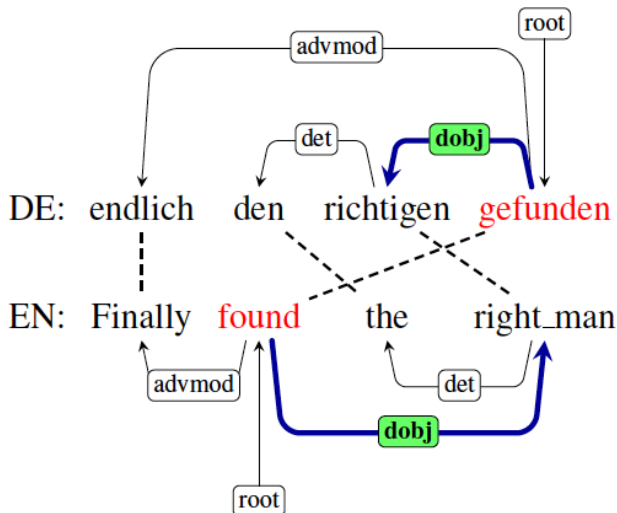 root
advmod
det dobj
DE: endlich den richtigen gefunden
EN: Finally found the right_man
advmod det
dobj
root